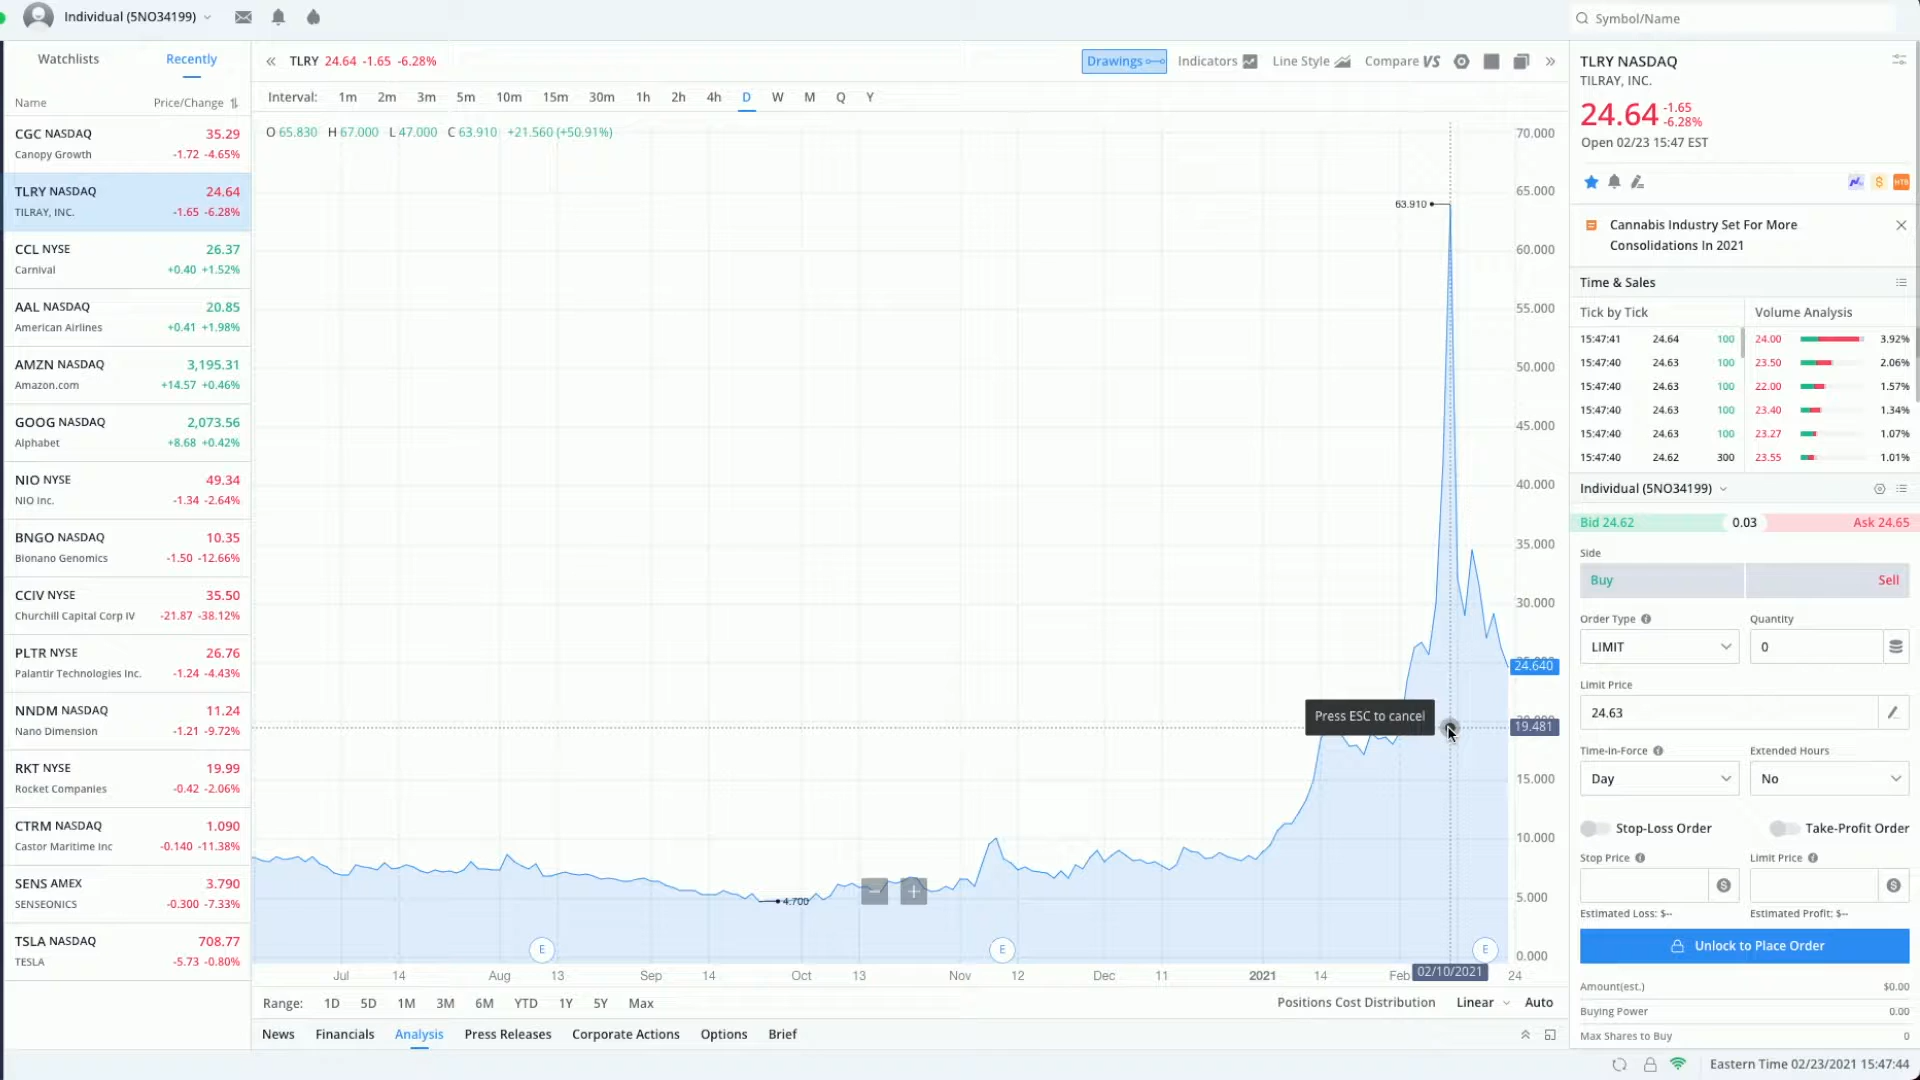 Individual (5NO34199)
Symbol/Name
Watchlists Recently
Name Price/Change
CGC NASDAQ 35.29
Canopy Growth -1.72 -4.65%
TLRY NASDAQ 24.64
TILRAY, INC. -1.65 -6.28%
CCL NYSE 26.37
Carnival +0.40 +1.52%
AAL NASDAQ 20.85
American Airlines +0.41 +1.98%
AMZN NASDAQ 3,195.31
Amazon.com +14.57 +0.46%
GOOG NASDAQ 2,073.56
Alphabet +8.68 +0.42%
NIO NYSE 49.34
NIO Inc. -1.34 -2.64%
BNGO NASDAQ 10.35
Bionano Genomics -1.50 -12.66%
CCIV NYSE 35.50
Churchill Capital Corp IV -21.87 -38.12%
PLTR NYSE 26.76
Palantir Technologies Inc. -1.24 -4.43%
NNDM NASDAQ 11.24
Nano Dimension -1.21 -9.72%
RKT NYSE 19.99
Rocket Companies -0.42 -2.06%
CTRM NASDAQ 1.090
Castor Maritime Inc -0.140 -11.38%
SENS AMEX 3.790
SENSEONICS -0.300 -7.33%
TSLA NASDAQ 708.77
TESLA -5.73 -0.80%
TLRY 24.64 -1.65 -6.28%
Drawings Indicators Line Style Compare VS
Interval: 1m 2m 3m 5m 10m 15m 30m 1h 2h 4h D W M Q Y
O 65.830 H 67.000 L 47.000 C 63.910 +21.560 (+50.91%)
70.000
65.000
63.910
60.000
55.000
50.000
45.000
40.000
35.000
30.000
24.640
Press ESC to cancel
19.481
15.000
10.000
4.700
5.000
E E E
0.000
Jul 14 Aug 13 Sep 14 Oct 13 Nov 12 Dec 11 2021 14 Feb 02/10/2021 24
Range: 1D 5D 1M 3M 6M YTD 1Y 5Y Max
Positions Cost Distribution Linear Auto
News Financials Analysis Press Releases Corporate Actions Options Brief
TLRY NASDAQ
TILRAY, INC.
24.64 -1.65
-6.28%
Open 02/23 15:47 EST
HTB
Cannabis Industry Set For More
Consolidations In 2021
Time & Sales
Tick by Tick Volume Analysis
15:47:41 24.64 100 24.00 3.92%
15:47:40 24.63 100 23.50 2.06%
15:47:40 24.63 100 22.00 1.57%
15:47:40 24.63 100 23.40 1.34%
15:47:40 24.63 100 23.27 1.07%
15:47:40 24.62 300 23.55 1.01%
Individual (5NO34199)
Bid 24.62 0.03 Ask 24.65
Side
Buy Sell
Order Type Quantity
LIMIT 0
Limit Price
24.63
Time-In-Force Extended Hours
Day No
Stop-Loss Order Take-Profit Order
Stop Price Limit Price
Estimated Loss: $-- Estimated Profit: $--
Unlock to Place Order
Amount(est.) $0.00
Buying Power 0.00
Max Shares to Buy 0
Eastern Time 02/23/2021 15:47:44